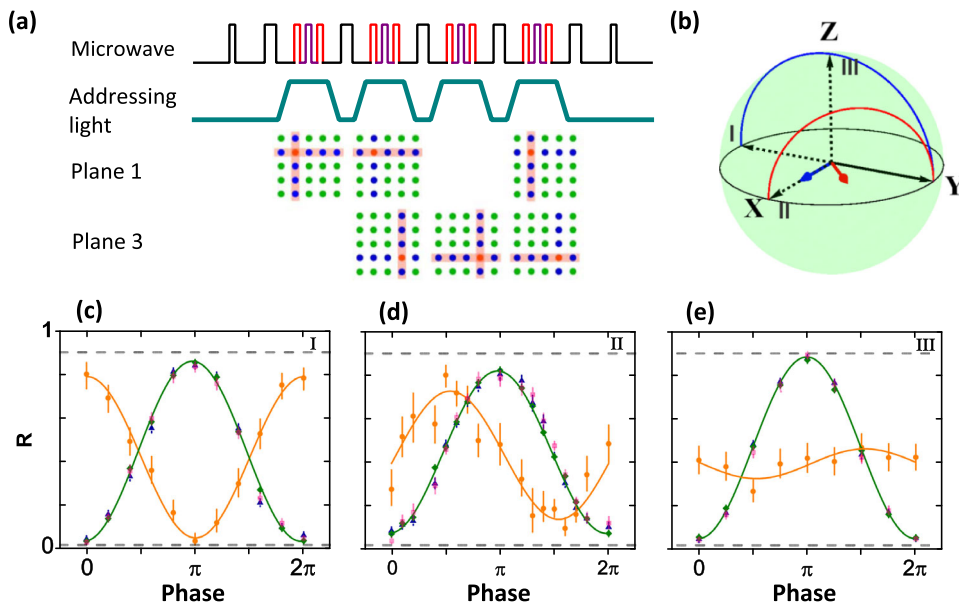 (a)
Microwave
Addressing
light
Plane 1
Plane 3
(b)
Z
III
I
X
II
Y
(c)
(d)
(e)
1
R
0
I
II
III
0
π
2π
0
π
2π
0
π
2π
Phase
Phase
Phase